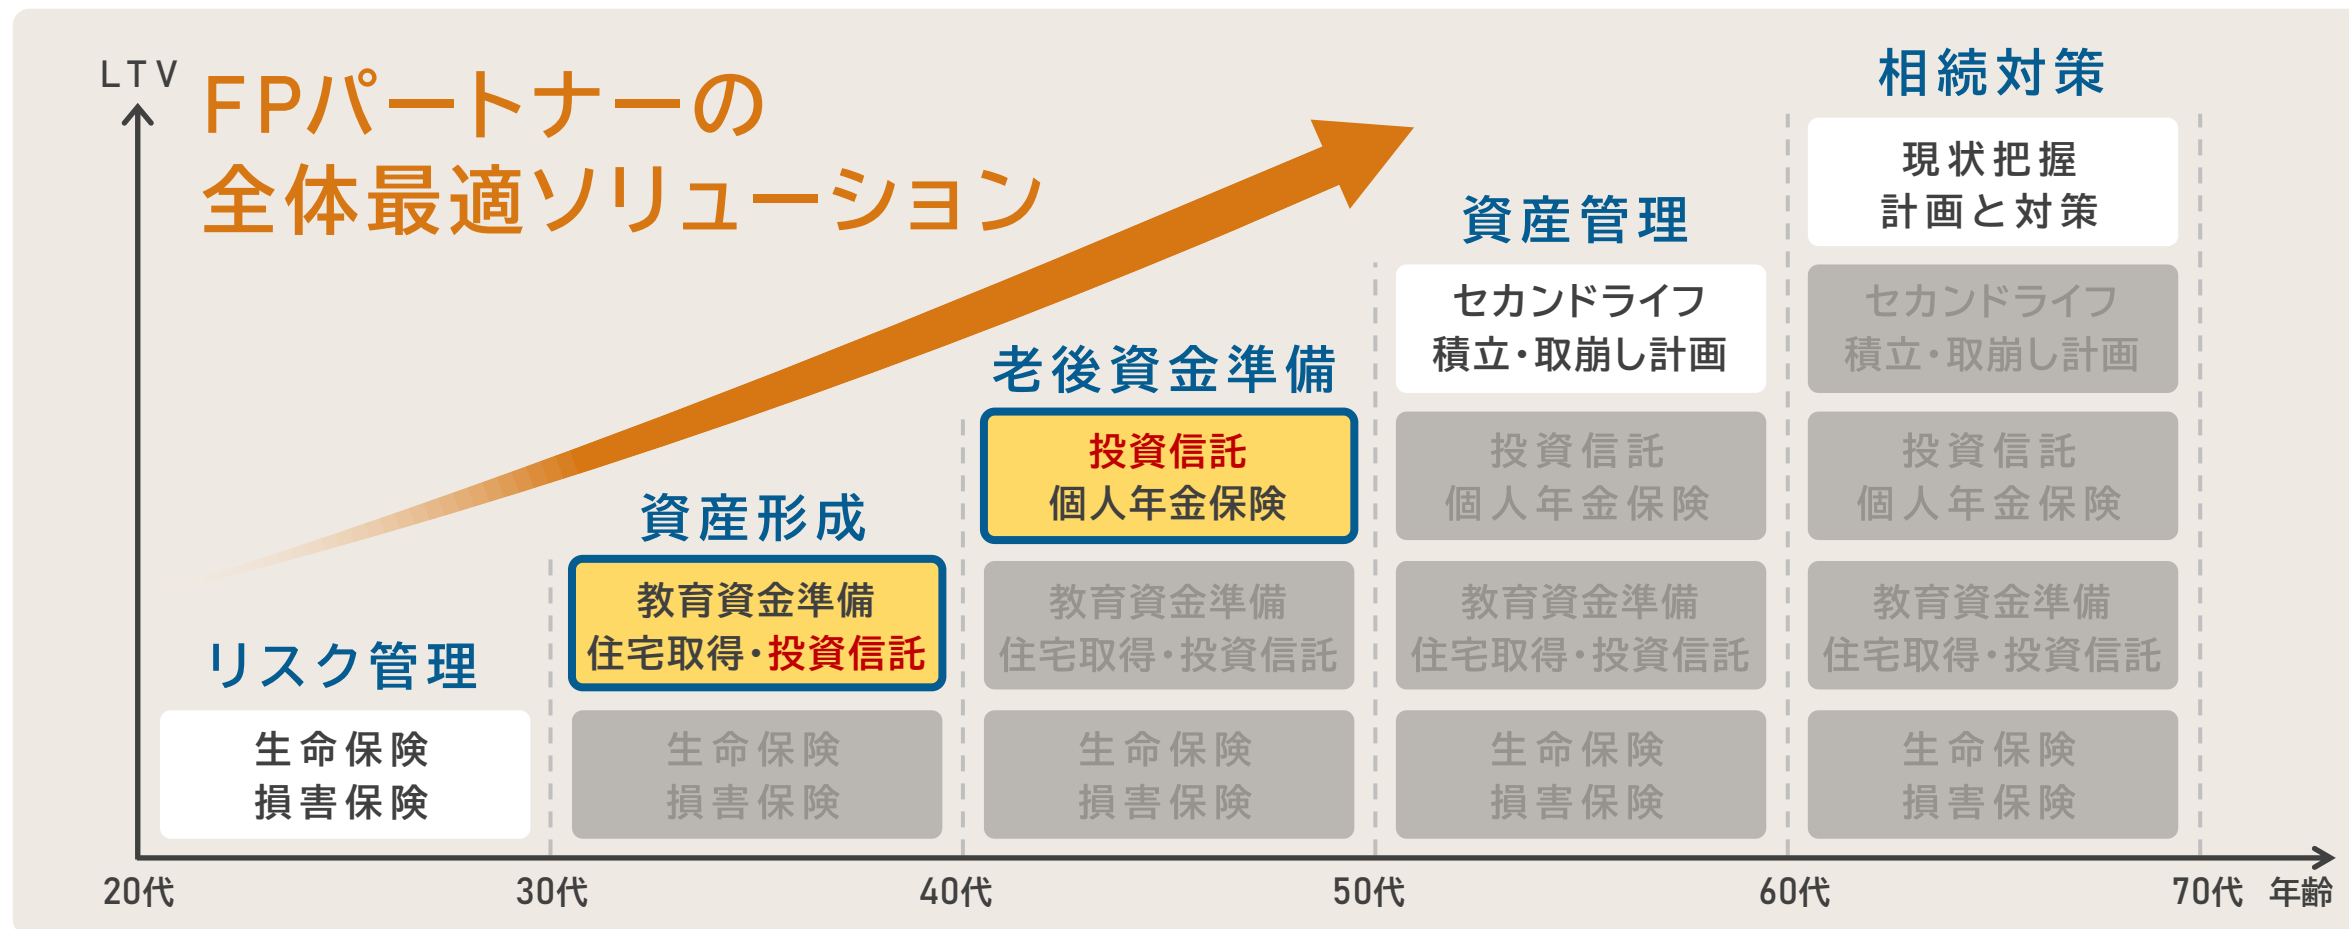 LTV
FPパートナーの
全体最適ソリューション
リスク管理
生命保険
損害保険
資産形成
教育資金準備
住宅取得・投資信託
生命保険
損害保険
老後資金準備
投資信託
個人年金保険
教育資金準備
住宅取得・投資信託
生命保険
損害保険
資産管理
セカンドライフ
積立・取崩し計画
投資信託
個人年金保険
教育資金準備
住宅取得・投資信託
生命保険
損害保険
相続対策
現状把握
計画と対策
セカンドライフ
積立・取崩し計画
投資信託
個人年金保険
教育資金準備
住宅取得・投資信託
生命保険
損害保険
20代 30代 40代 50代 60代 70代 年齢